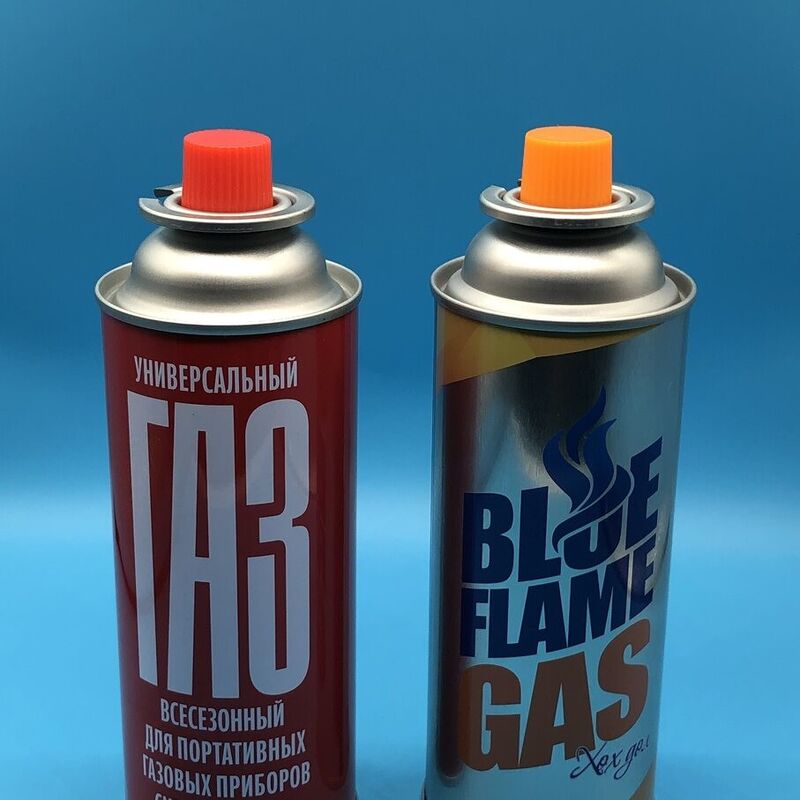 УНИВЕРСАЛЬНЫЙ
ГАЗ
ВСЕСЕЗОННЫЙ
ДЛЯ ПОРТАТИВНЫХ
ГАЗОВЫХ ПРИБОРОВ
BLUE
FLAME
GAS